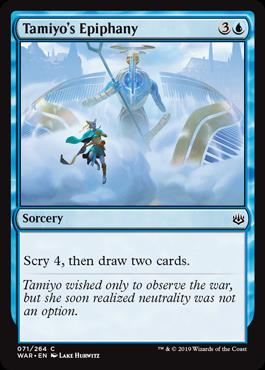 Tamiyo's Epiphany 3
Sorcery
Scry 4, then draw two cards.
Tamiyo wished only to observe the war,
but she soon realized neutrality was not
an option.
071/264 C
WAR • EN LAKE HURWITZ
™ & © 2019 Wizards of the Coast